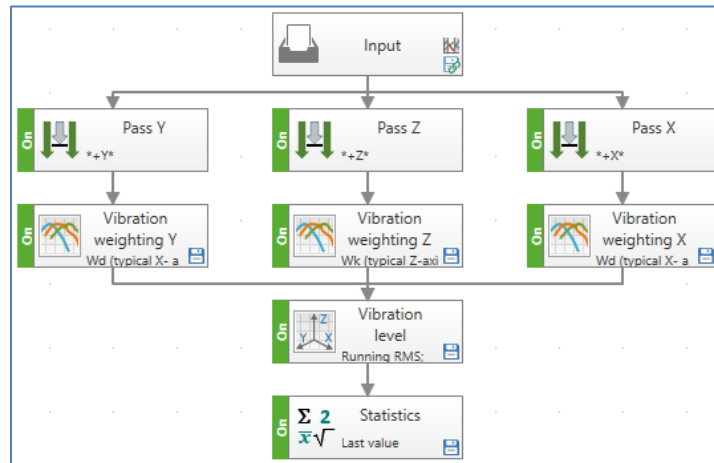 Input
On
Pass Y
*+Y*
On
Pass Z
*+Z*
On
Pass X
*+X*
On
Vibration
weighting Y
Wd (typical X- a
On
Vibration
weighting Z
Wk (typical Z-axi
On
Vibration
weighting X
Wd (typical X- a
On
Z
Y X
Vibration
level
Running RMS;
On
Σ 2
x̅ √
Statistics
Last value